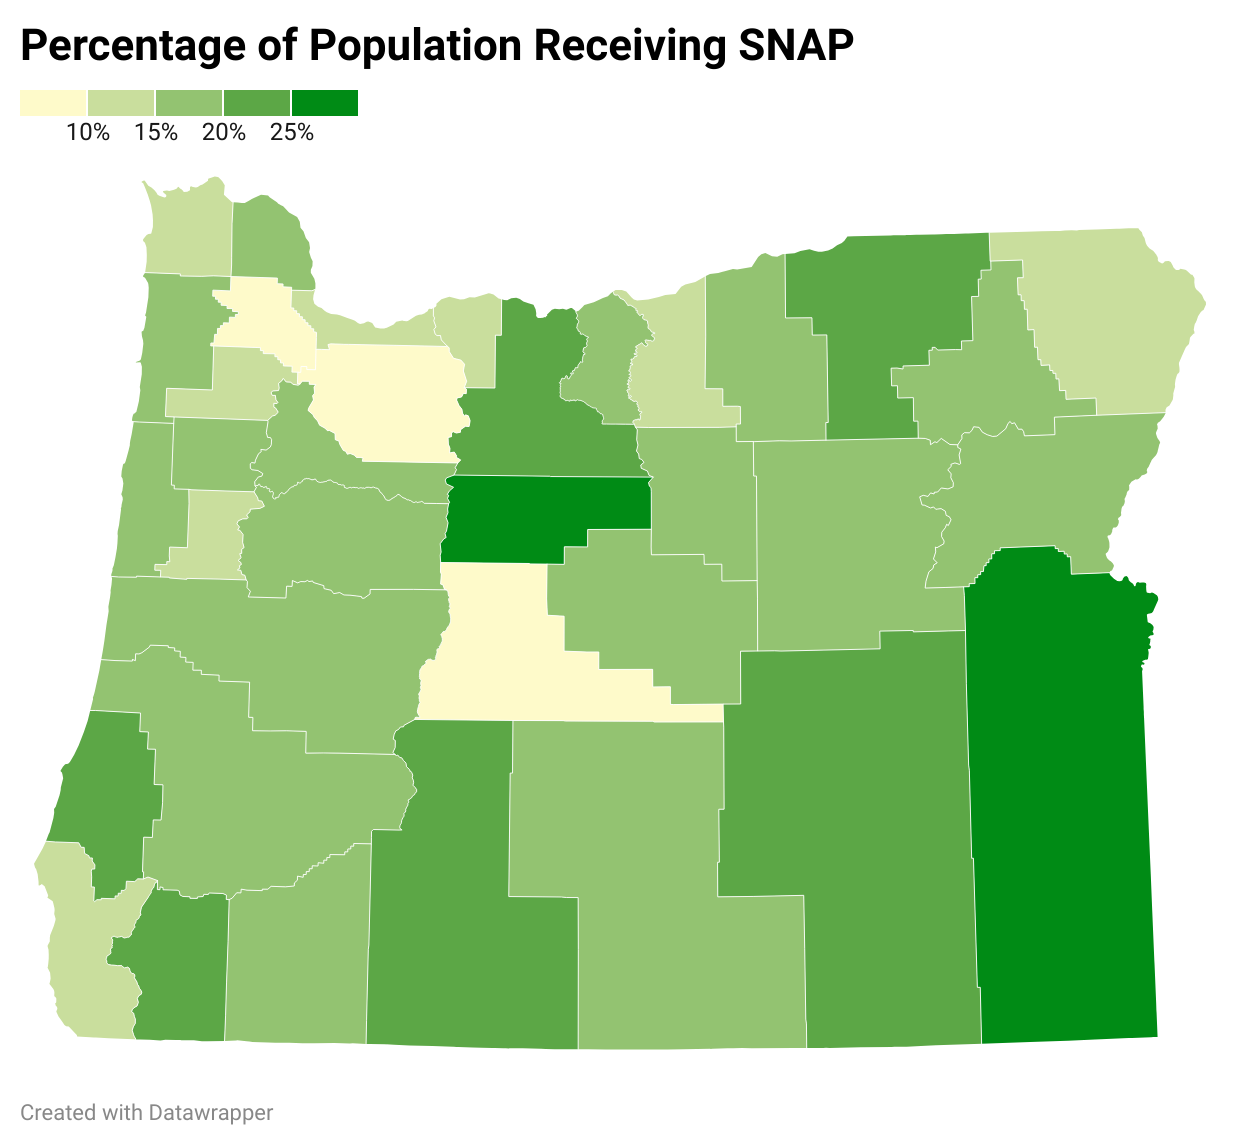 Percentage of Population Receiving SNAP
10% 15% 20% 25%
Created with Datawrapper